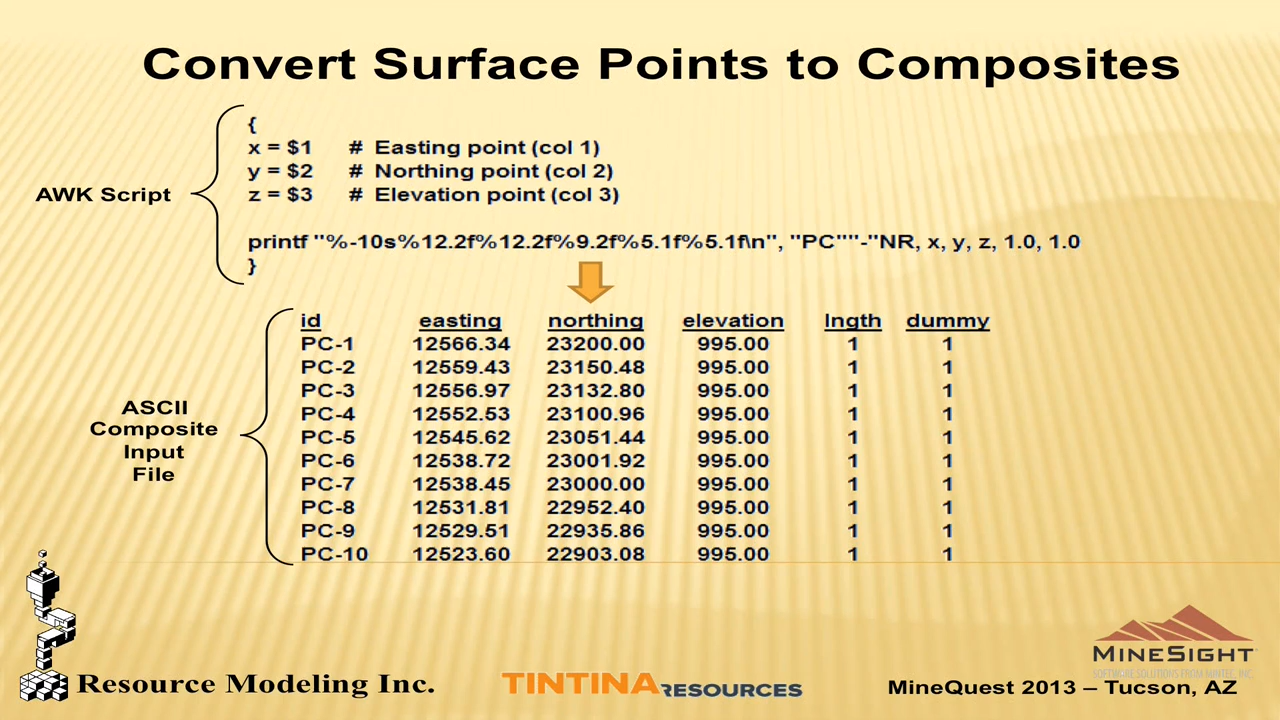 Convert Surface Points to Composites
AWK Script
{
x = $1 # Easting point (col 1)
y = $2 # Northing point (col 2)
z = $3 # Elevation point (col 3)
printf "%-10s%12.2f%12.2f%9.2f%5.1f%5.1f\n", "PC""-"NR, x, y, z, 1.0, 1.0
}
ASCII
Composite
Input
File
id easting northing elevation lngth dummy
PC-1 12566.34 23200.00 995.00 1 1
PC-2 12559.43 23150.48 995.00 1 1
PC-3 12556.97 23132.80 995.00 1 1
PC-4 12552.53 23100.96 995.00 1 1
PC-5 12545.62 23051.44 995.00 1 1
PC-6 12538.72 23001.92 995.00 1 1
PC-7 12538.45 23000.00 995.00 1 1
PC-8 12531.81 22952.40 995.00 1 1
PC-9 12529.51 22935.86 995.00 1 1
PC-10 12523.60 22903.08 995.00 1 1
Resource Modeling Inc.
TINTINA RESOURCES
MINESIGHT
SOFTWARE SOLUTIONS FROM MINTEC, INC.
MineQuest 2013 – Tucson, AZ